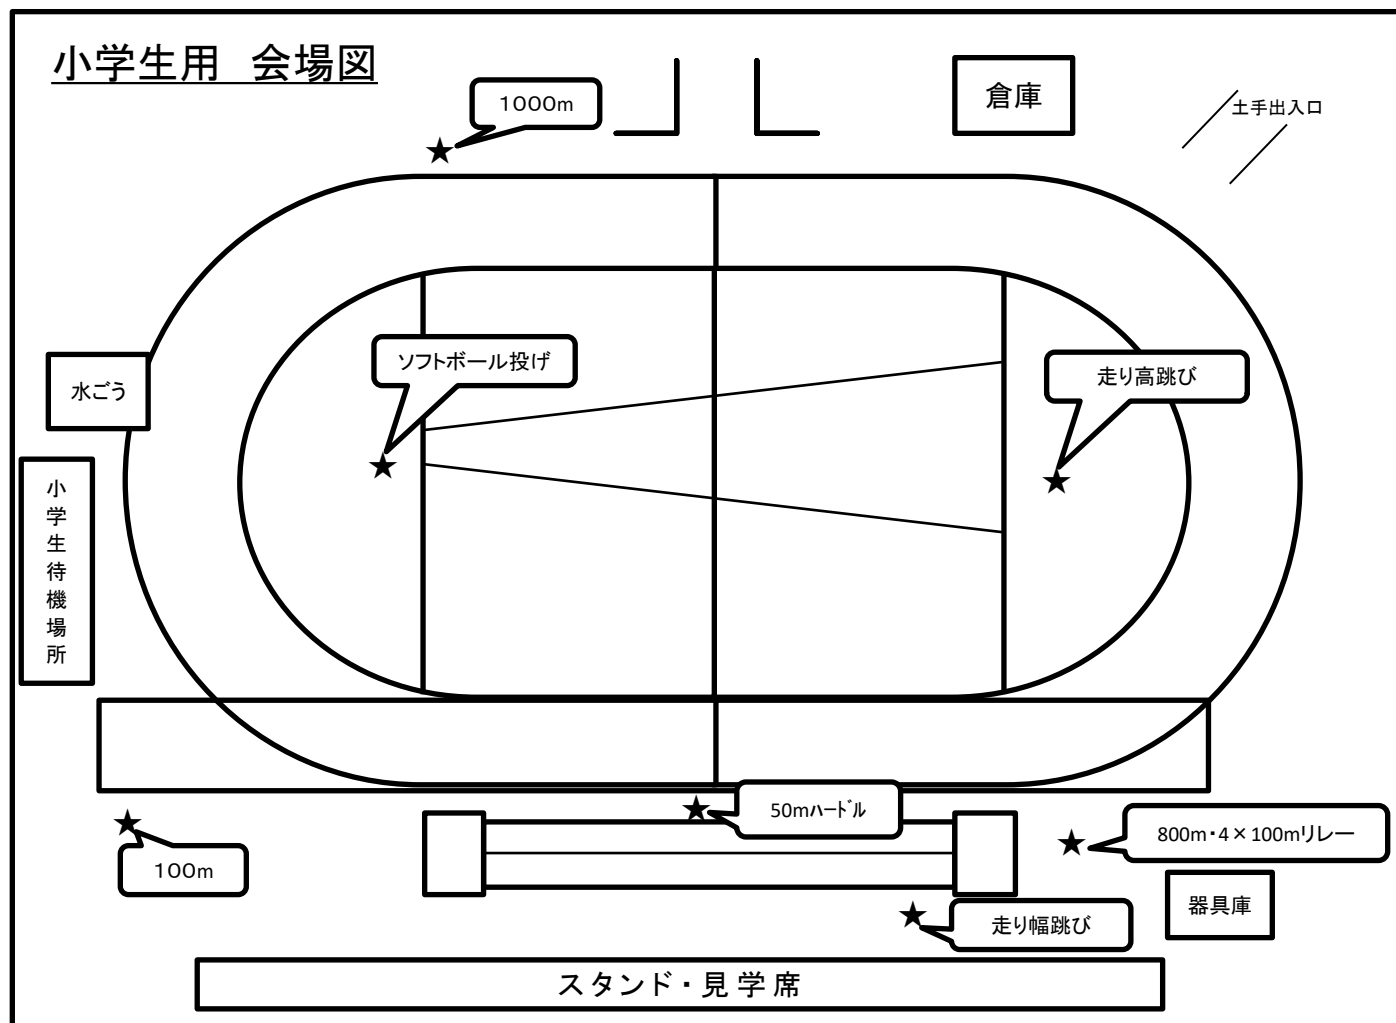 小学生用　会場図
1000m
倉庫
土手出入口
ソフトボール投げ
走り高跳び
水ごう
小学生待機場所
50mハードル
800m・4×100mリレー
100m
器具庫
走り幅跳び
スタンド・見学席